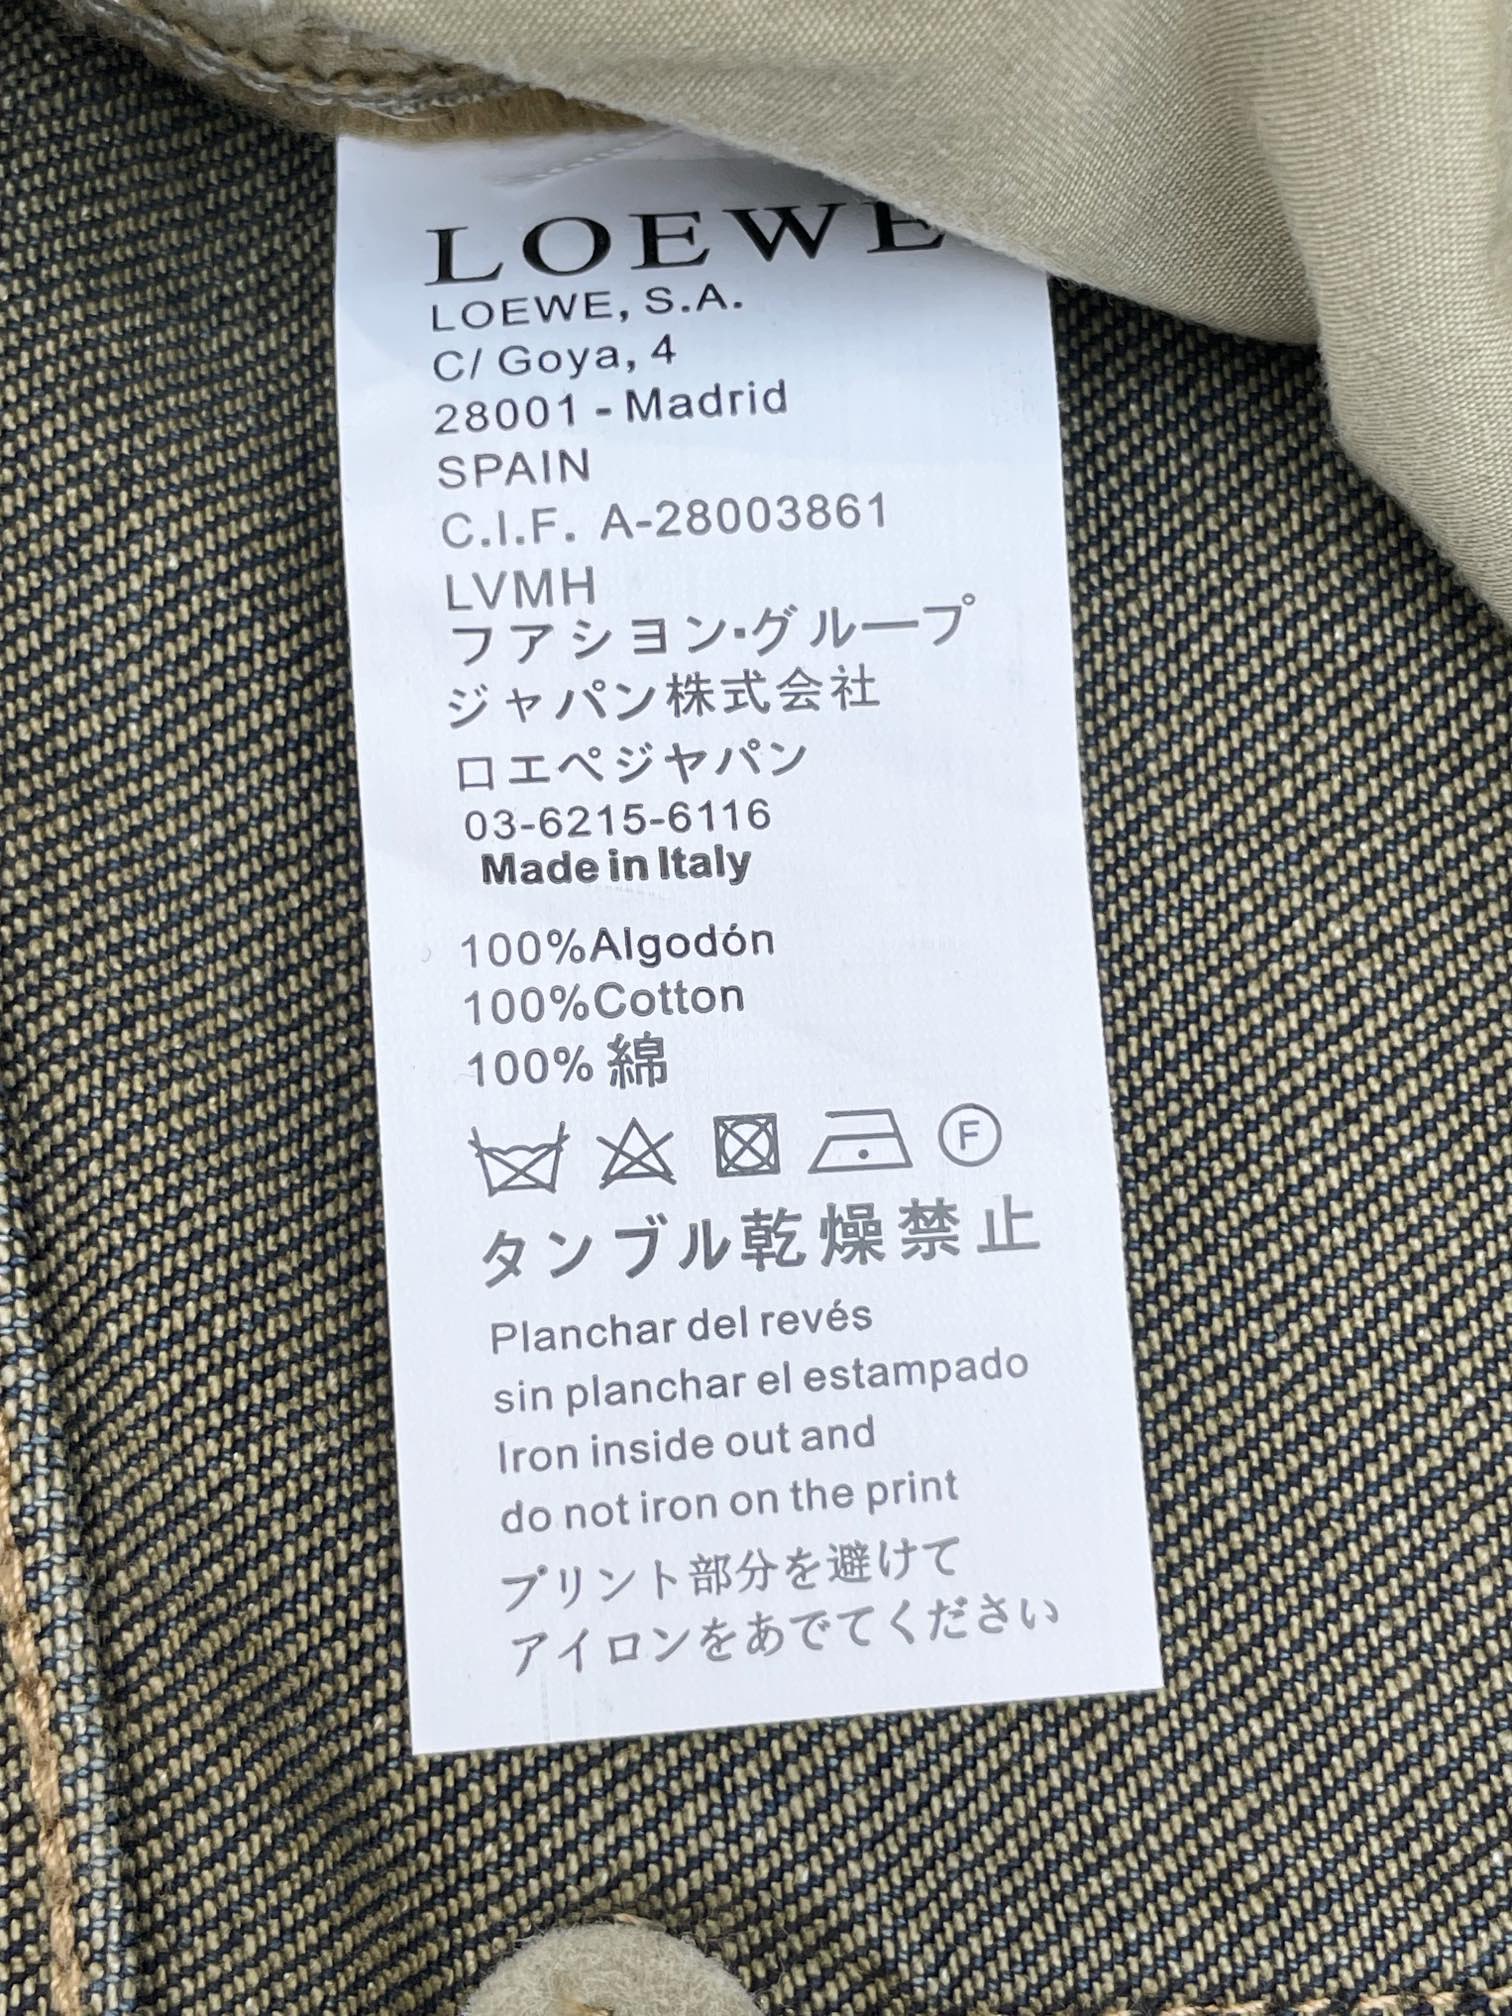 LOEWE
LOEWE, S.A.
C/ Goya, 4
28001 - Madrid
SPAIN
C.I.F. A-28003861
LVMH
フアシヨン·グループ
ジャパン株式会社
ロエペジヤパン
03-6215-6116
Made in Italy
100%Algodón
100%Cotton
100% 綿
F
タンブル乾燥禁止
Planchar del revés
sin planchar el estampado
Iron inside out and
do not iron on the print
プリント部分を避けて
アイロンをあでてください